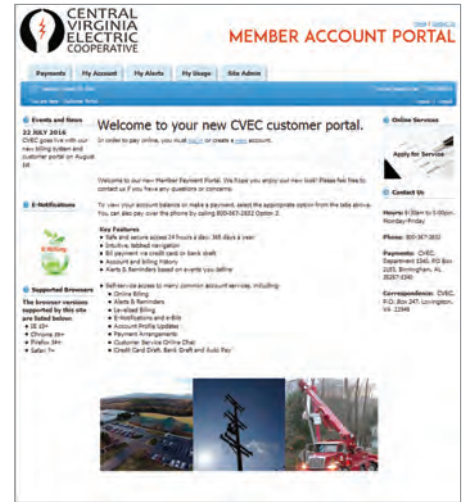 CENTRAL
VIRGINIA
ELECTRIC
COOPERATIVE
Home | Contact Us
MEMBER ACCOUNT PORTAL
Payments My Account My Alerts My Usage Site Admin
Customer Portal
Events and News
22 JULY 2016
CVEC goes live with our
new billing system and
customer portal on August
E-Notifications
E-Billing
Supported Browsers
The browser versions
supported by this site
are listed below:
• IE 10+
• Chrome
• Firefox
• Safari 7+
Welcome to your new CVEC customer portal.
In order to pay online, you must or create a new account.
Welcome to our new Member Payment Portal. We hope you enjoy our new look! Please feel free to
contact us if you have any questions or concerns.
To view your account balance or make a payment, select the appropriate option from the tabs above.
You can also pay over the phone by calling 800-367-2832 Option 2.
Key Features
• Safe and secure access 24 hours a day, 365 days a year
• Intuitive, tabbed navigation
• Bill payment via credit card or bank draft
• Account and billing history
• Alerts & Reminders based on events you define
• Self-service access to many common account services, including:
• Online Billing
• Alerts & Reminders
• Levelized Billing
• E-Notifications and e-Bills
• Account Profile Updates
• Payment Arrangements
• Customer Service Online Chat
• Credit Card Draft, Bank Draft and Auto Pay
Online Services
Apply for Service
Contact Us
Hours: 8:30am to 5:00pm,
Monday-Friday
Phone: 800-367-2832
Payments: CVEC,
Department 1340, PO Box
2153, Birmingham, AL
35287-1340
Correspondence: CVEC,
P.O. Box 247, Lovingston,
VA 22949